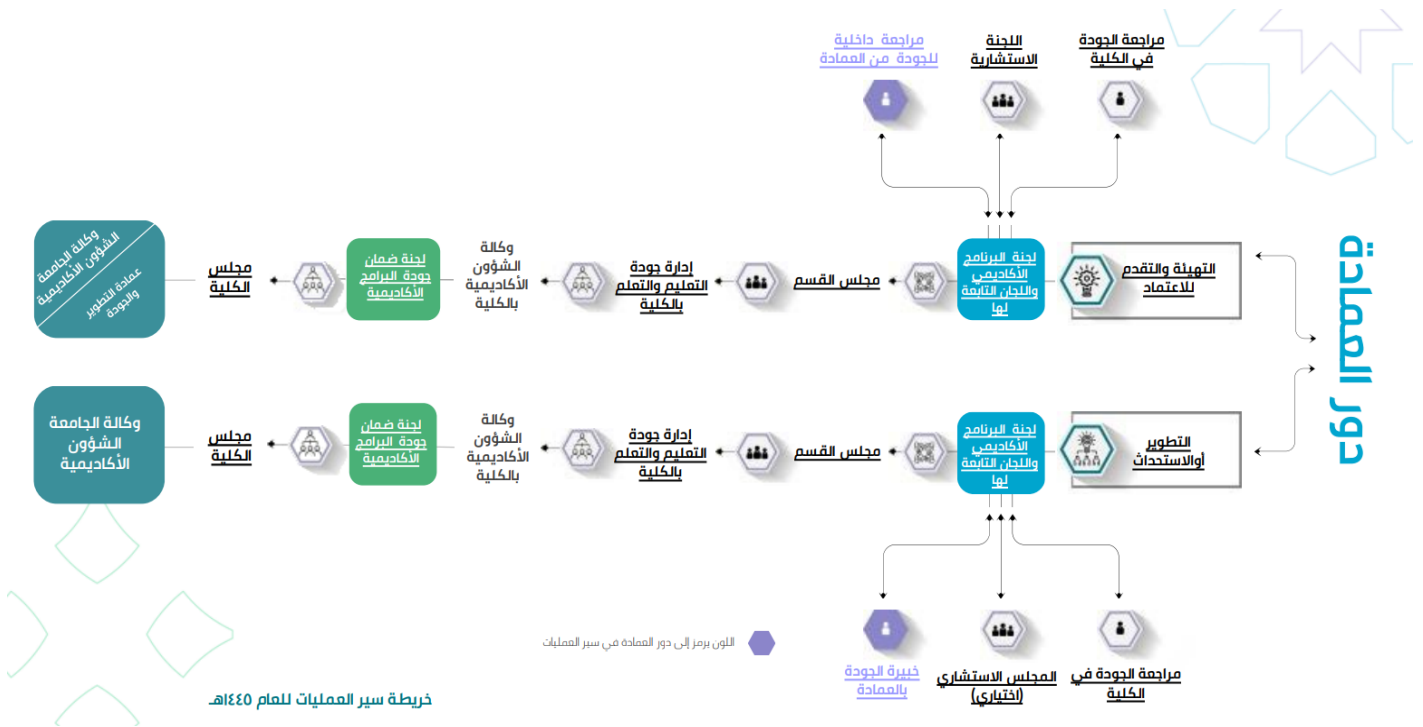 دور العمادة
مراجعة الجودة
في الكلية
اللجنة
الاستشارية
مراجعة داخلية
للجودة من العمادة
التهيئة والتقدم
للاعتماد
لجنة البرنامج
الأكاديمي
واللجان التابعة
لها
مجلس القسم
إدارة جودة
التعليم والتعلم
بالكلية
وكالة
الشؤون
الأكاديمية
بالكلية
لجنة ضمان
جودة البرامج
الأكاديمية
مجلس
الكلية
وكالة الجامعة
الشؤون الأكاديمية
عمادة التطوير
والجودة
التطوير
أوالاستحداث
لجنة البرنامج
الأكاديمي
واللجان التابعة
لها
مجلس القسم
إدارة جودة
التعليم والتعلم
بالكلية
وكالة
الشؤون
الأكاديمية
بالكلية
لجنة ضمان
جودة البرامج
الأكاديمية
مجلس
الكلية
وكالة الجامعة
الشؤون
الأكاديمية
مراجعة الجودة في
الكلية
المجلس الاستشاري
(اختياري)
خبيرة الجودة
بالعمادة
اللون يرمز إلى دور العمادة في سير العمليات
خريطة سير العمليات للعام ١٤٤٥هـ